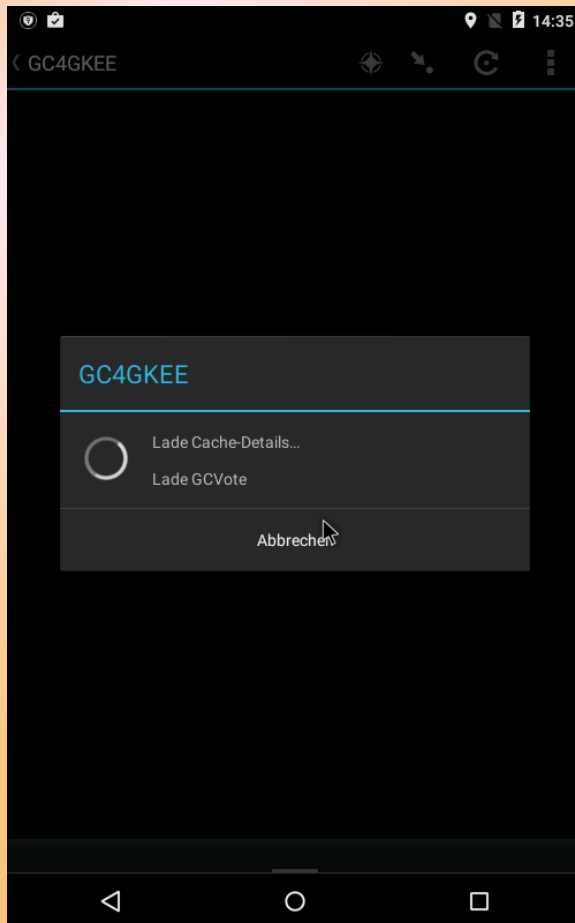 14:35
GC4GKEE
GC4GKEE
Lade Cache-Details...
Lade GCVote
Abbrechen